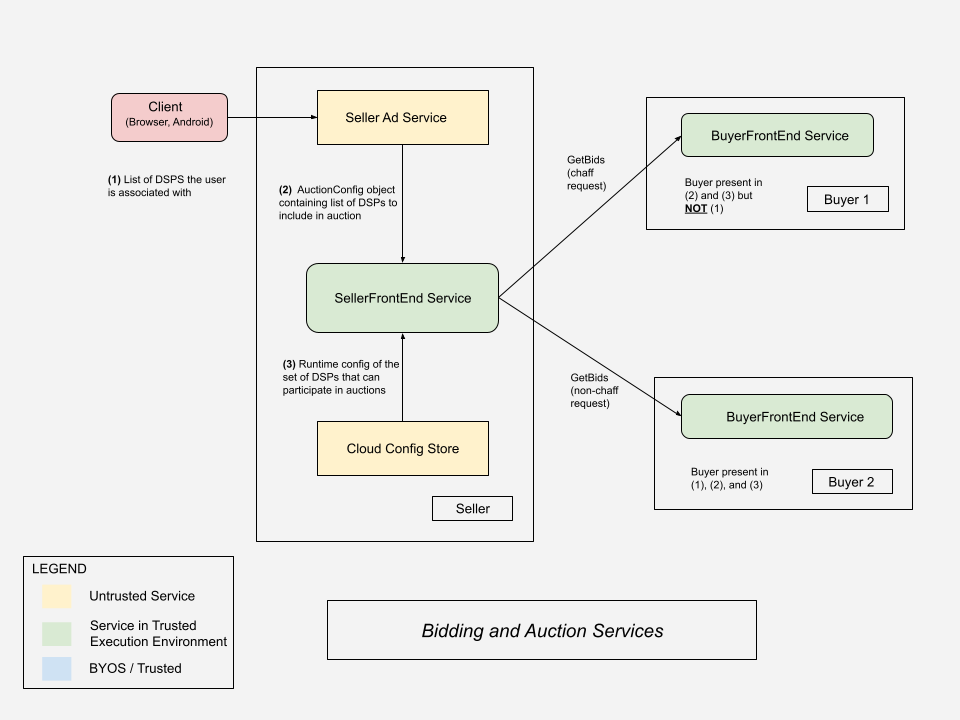 Client
(Browser, Android)
(1) List of DSPS the user
is associated with
Seller Ad Service
(2) AuctionConfig object
containing list of DSPs to
include in auction
SellerFrontEnd Service
(3) Runtime config of the
set of DSPs that can
participate in auctions
Cloud Config Store
Seller
GetBids
(chaff
request)
BuyerFrontEnd Service
Buyer present in
(2) and (3) but
NOT (1)
Buyer 1
GetBids
(non-chaff
request)
BuyerFrontEnd Service
Buyer present in
(1), (2), and (3)
Buyer 2
LEGEND
Untrusted Service
Service in Trusted
Execution Environment
BYOS / Trusted
Bidding and Auction Services